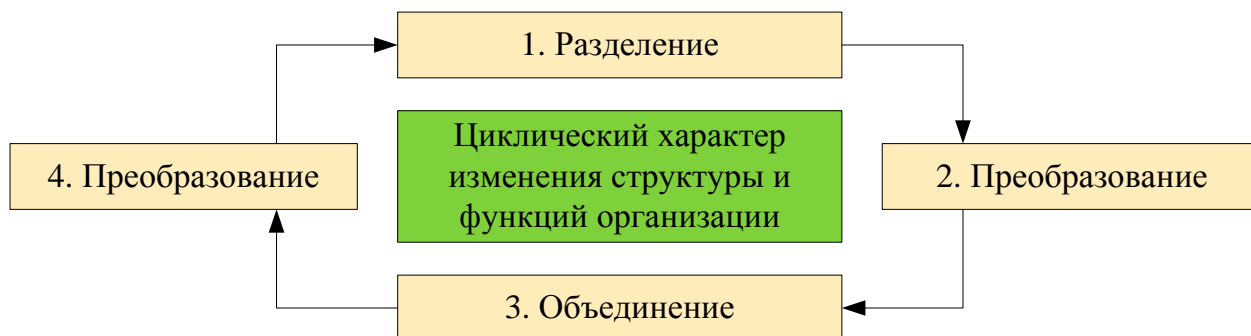 1. Разделение
Циклический характер
изменения структуры и
функций организации
4. Преобразование
2. Преобразование
3. Объединение